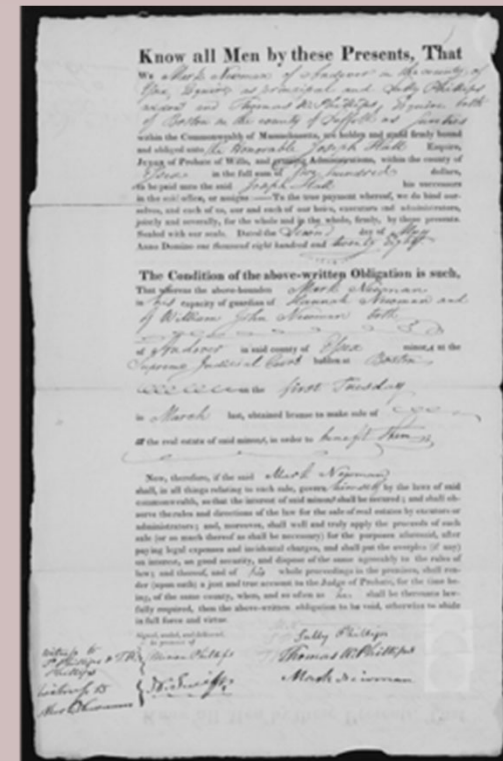 Know all Men by these Presents, That
We Mark Newman of Andover in the county of
Essex, Esquire as principal and Sally Phillips
widow and Thomas W. Phillips, Esquire both
of Boston in the county of Suffolk as sureties
within the Commonwealth of Massachusetts, are holden and stand firmly bound
and obliged unto the Honorable Joseph Hall Esquire,
JUDGE of Probate of Wills, and granting Administrations, within the county of
Essex in the full sum of five hundred dollars,
to be paid unto the said Joseph Hall his successors
in the said office, or assigns To the true payment whereof, we do bind our-
selves, and each of us, our and each of our heirs, executors and administrators,
jointly and severally, for the whole and in the whole, firmly, by these presents.
Sealed with our seals. Dated the Second day of May
Anno Domino one thousand eight hundred and twenty Eight
The Condition of the above-written Obligation is such,
That whereas the above-bounden Mark Newman
in his capacity of guardian of Hannah Newman and
of William John Newman both
of Andover in said county of Essex minors at the
Supreme Judicial Court holden at Boston
on the first Tuesday
in March last, obtained license to make sale of
the real estate of said minors, in order to benefit them
Now, therefore, if the said Mark Newman
shall, in all things relating to such sale, govern himself by the laws of said
commonwealth, so that the interest of said minors shall be secured; and shall ob-
serve the rules and directions of the law for the sale of real estates by executors or
administrators; and, moreover, shall well and truly apply the proceeds of such
sale (or so much thereof as shall be necessary) for the purposes aforesaid, after
paying legal expenses and incidental charges, and shall put the overplus (if any)
on interest, on good security, and dispose of the same agreeably to the rules of
law; and thereof, and of his whole proceedings in the premises, shall ren-
der (upon oath) a just and true account to the Judge of Probate, for the time be-
ing, of the same county, when, and so often as he shall be thereunto law-
fully required, then the above-written obligation to be void, otherwise to abide
in full force and virtue
Signed, sealed, and delivered,
in presence of
witness to
Phillips & T.W.
Phillips
Phillips
Sally Phillips
Thomas W. Phillips
witness to
Mark Newman
Mark Newman